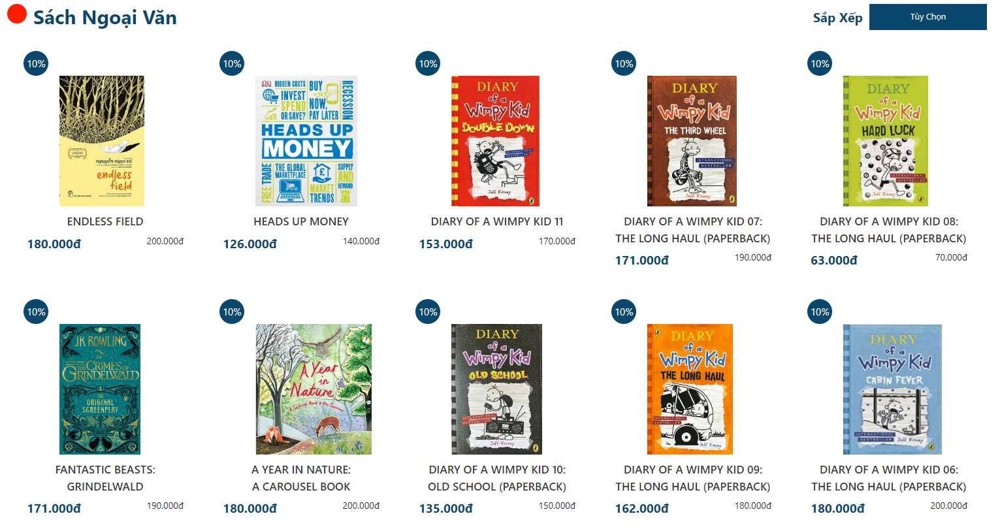 Sách Ngoại Văn
Sắp Xếp
Tùy Chọn
10%
10%
10%
10%
10%
nguyễn ngọc tư
endless
field
HIDDEN COSTS
INVEST
SPEND
OR SAVE?
BUY
NOW,
PAY LATER
RECESSION
HEADS UP
MONEY
FREE TRADE
THE GLOBAL
MARKETPLACE
MARKET
TRENDS
SUPPLY
AND
DEMAND
DIARY
of a
Wimpy Kid
DOUBLE DOWN
INTERNATIONAL
BESTSELLER
Jeff Kinney
DIARY
of a
Wimpy Kid
THE THIRD WHEEL
INTERNATIONAL
BESTSELLER
Jeff Kinney
DIARY
of a
Wimpy Kid
HARD LUCK
INTERNATIONAL
BESTSELLER
Jeff Kinney
ENDLESS FIELD
180.000đ
200.000đ
HEADS UP MONEY
126.000đ
140.000đ
DIARY OF A WIMPY KID 11
153.000đ
170.000đ
DIARY OF A WIMPY KID 07:
THE LONG HAUL (PAPERBACK)
171.000đ
190.000đ
DIARY OF A WIMPY KID 08:
THE LONG HAUL (PAPERBACK)
63.000đ
70.000đ
10%
10%
10%
10%
10%
J.K. ROWLING
THE CRIMES OF
GRINDELWALD
THE
ORIGINAL
SCREENPLAY
A Year
in
Nature
A Carousel Book of the Seasons
DIARY
of a
Wimpy Kid
OLD SCHOOL
INTERNATIONAL
BESTSELLER
Jeff Kinney
DIARY
of a
Wimpy Kid
THE LONG HAUL
INTERNATIONAL
BESTSELLER
Jeff Kinney
DIARY
of a
Wimpy Kid
CABIN FEVER
INTERNATIONAL
BESTSELLER
Jeff Kinney
FANTASTIC BEASTS:
GRINDELWALD
171.000đ
190.000đ
A YEAR IN NATURE:
A CAROUSEL BOOK
180.000đ
200.000đ
DIARY OF A WIMPY KID 10:
OLD SCHOOL (PAPERBACK)
135.000đ
150.000đ
DIARY OF A WIMPY KID 09:
THE LONG HAUL (PAPERBACK)
162.000đ
180.000đ
DIARY OF A WIMPY KID 06:
THE LONG HAUL (PAPERBACK)
180.000đ
200.000đ